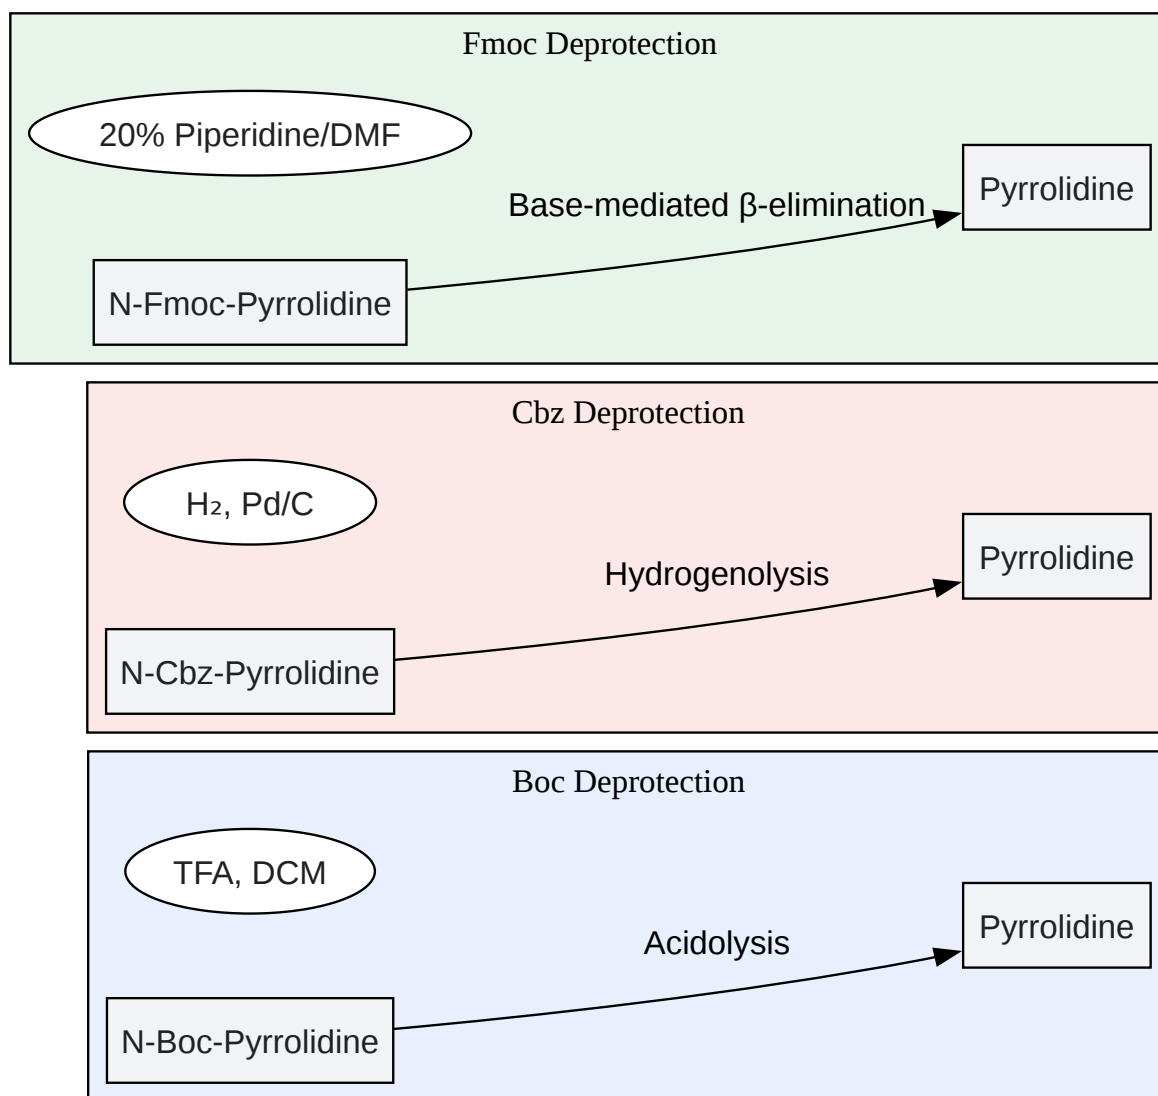 Fmoc Deprotection
20% Piperidine/DMF
Base-mediated β-elimination
Pyrrolidine
N-Fmoc-Pyrrolidine
Cbz Deprotection
H₂, Pd/C
Hydrogenolysis
Pyrrolidine
N-Cbz-Pyrrolidine
Boc Deprotection
TFA, DCM
Acidolysis
Pyrrolidine
N-Boc-Pyrrolidine